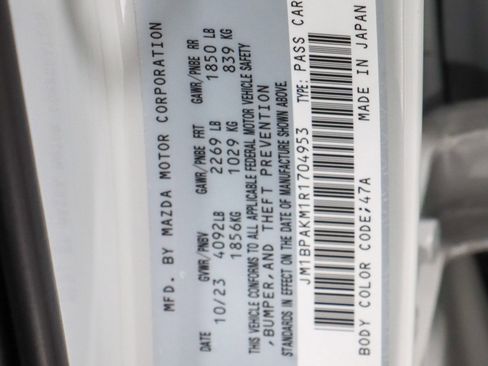 MFD. BY MAZDA MOTOR CORPORATION
DATE GVWR/PNBV GAWR/PNBE FRT GAWR/PNBE RR
10/23 4092LB 2269 LB 1850 LB
1856KG 1029 KG 839 KG
THIS VEHICLE CONFORMS TO ALL APPLICABLE FEDERAL MOTOR VEHICLE SAFETY
, BUMPER, AND THEFT PREVENTION
STANDARDS IN EFFECT ON THE DATE OF MANUFACTURE SHOWN ABOVE.
JM1BPAKM1R1704953 TYPE: PASS CAR
BODY COLOR CODE:47A MADE IN JAPAN